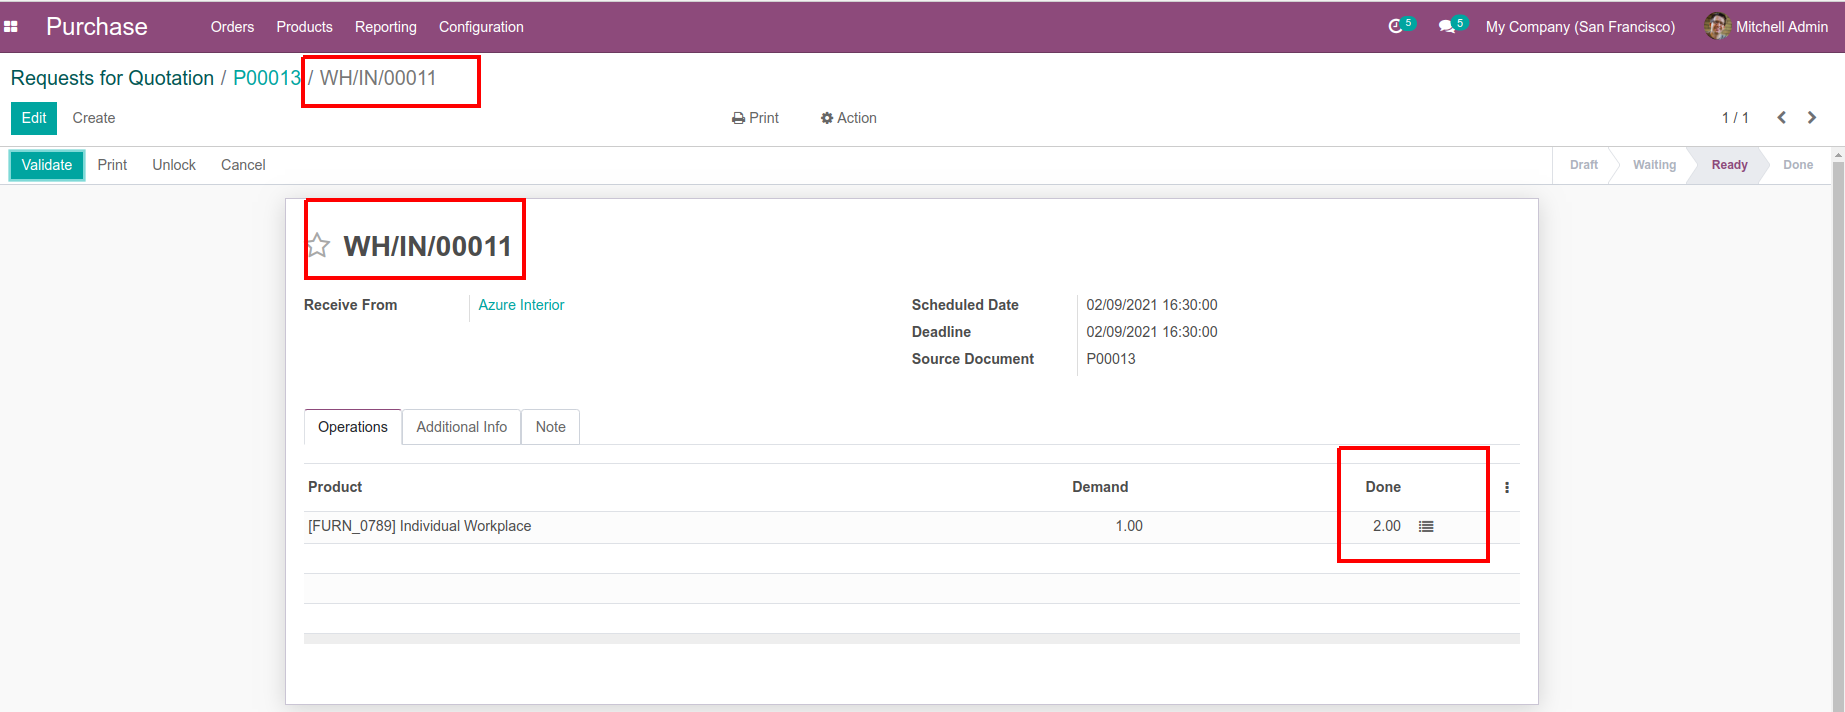 Purchase Orders Products Reporting Configuration 5 5 My Company (San Francisco) Mitchell Admin
Requests for Quotation / P00013 / WH/IN/00011
Edit Create Print Action 1 / 1
Validate Print Unlock Cancel Draft Waiting Ready Done
WH/IN/00011
Receive From Azure Interior Scheduled Date 02/09/2021 16:30:00
Deadline 02/09/2021 16:30:00
Source Document P00013
Operations Additional Info Note
Product Demand Done
[FURN_0789] Individual Workplace 1.00 2.00